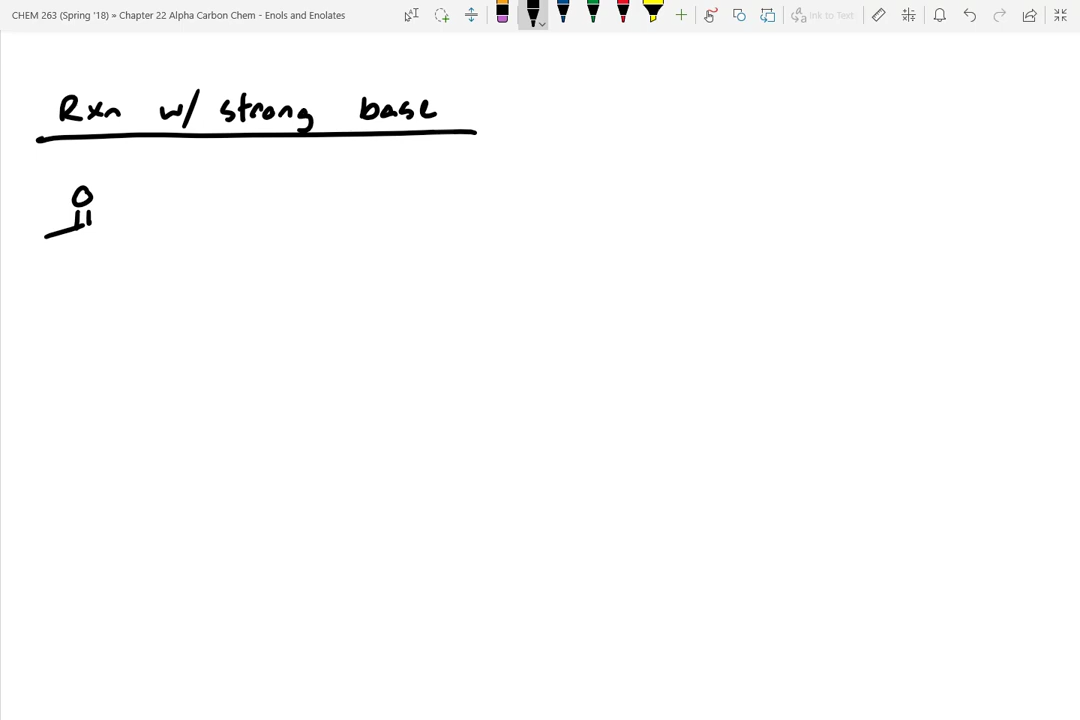 CHEM 263 (Spring '18) » Chapter 22 Alpha Carbon Chem - Enols and Enolates
Ink to Text
Rxn w/ strong base
O